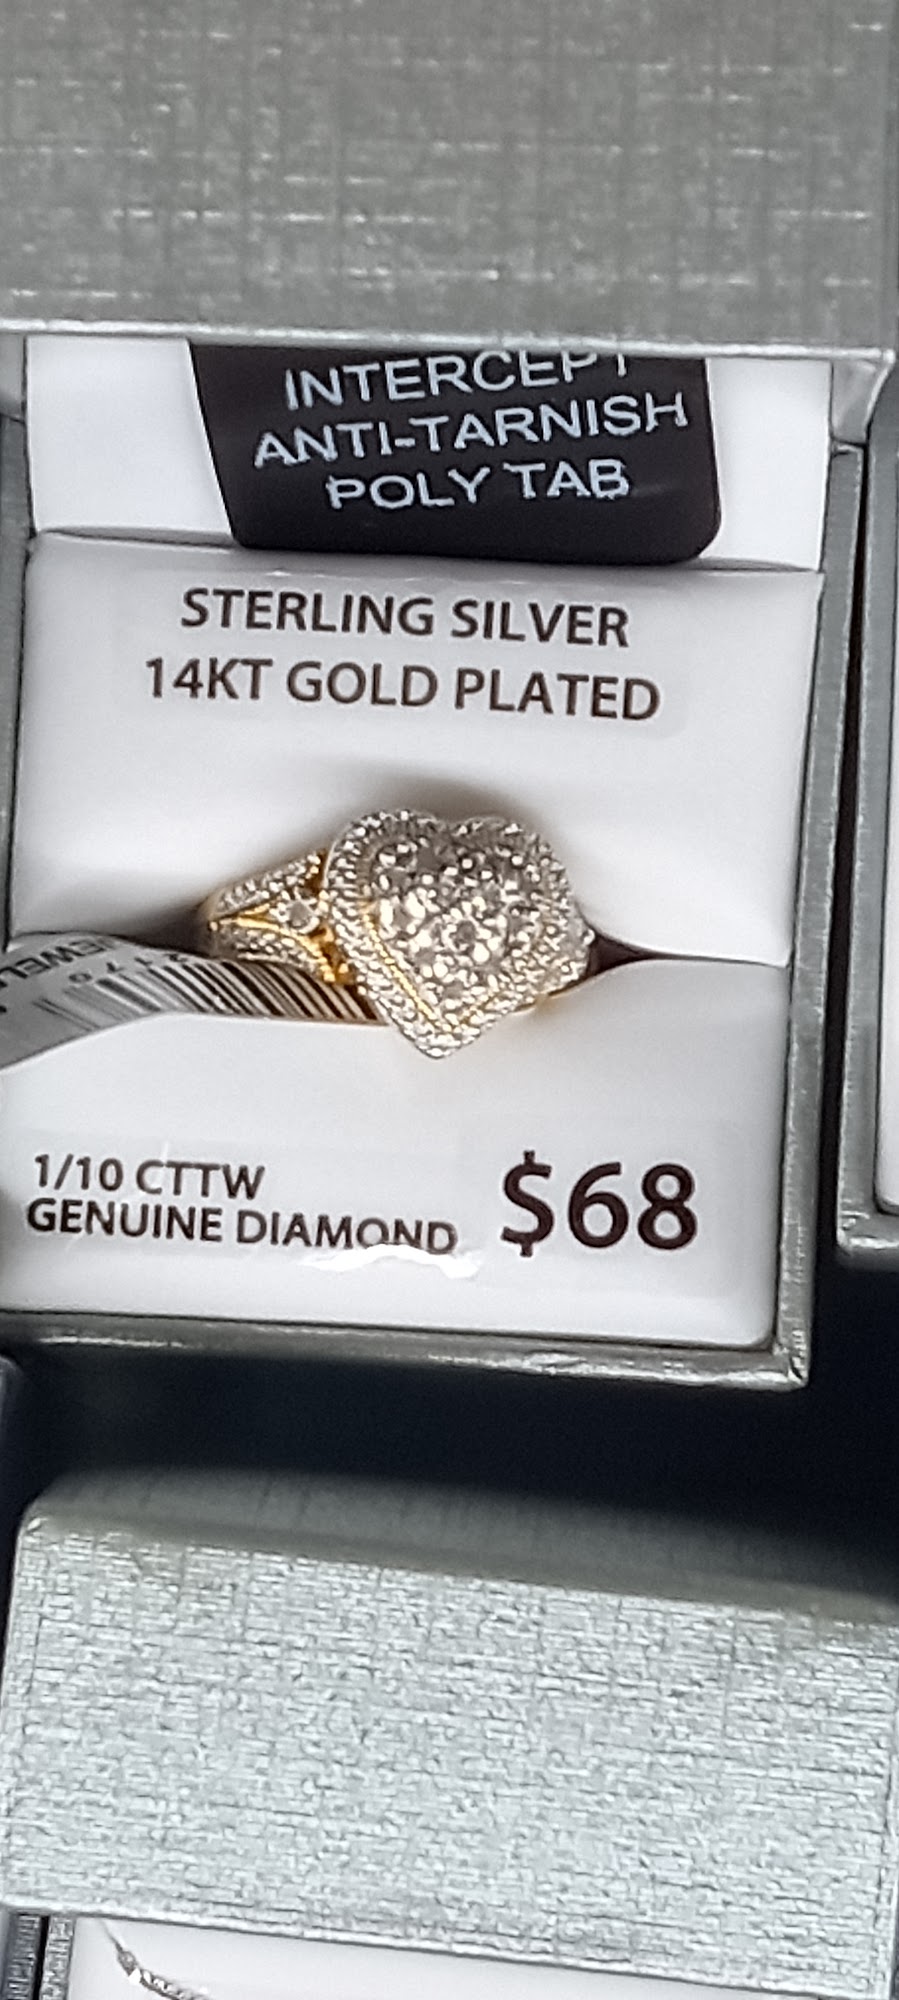 INTERCEPT
ANTI-TARNISH
POLY TAB
STERLING SILVER
14KT GOLD PLATED
1/10 CTTW
GENUINE DIAMOND
$68